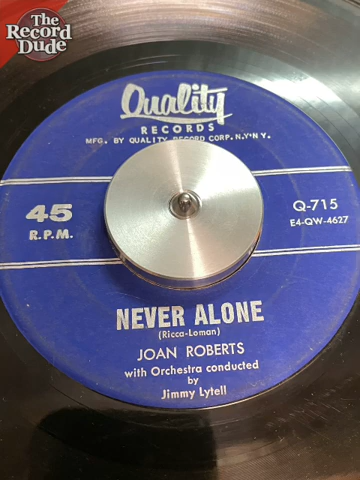 The
Record
Dude
Quality
RECORDS
MFG. BY QUALITY RECORD CORP. N.Y. N.Y.
45
R.P.M.
Q-715
E4-QW-4627
NEVER ALONE
(Ricca-Loman)
JOAN ROBERTS
with Orchestra conducted
by
Jimmy Lytell